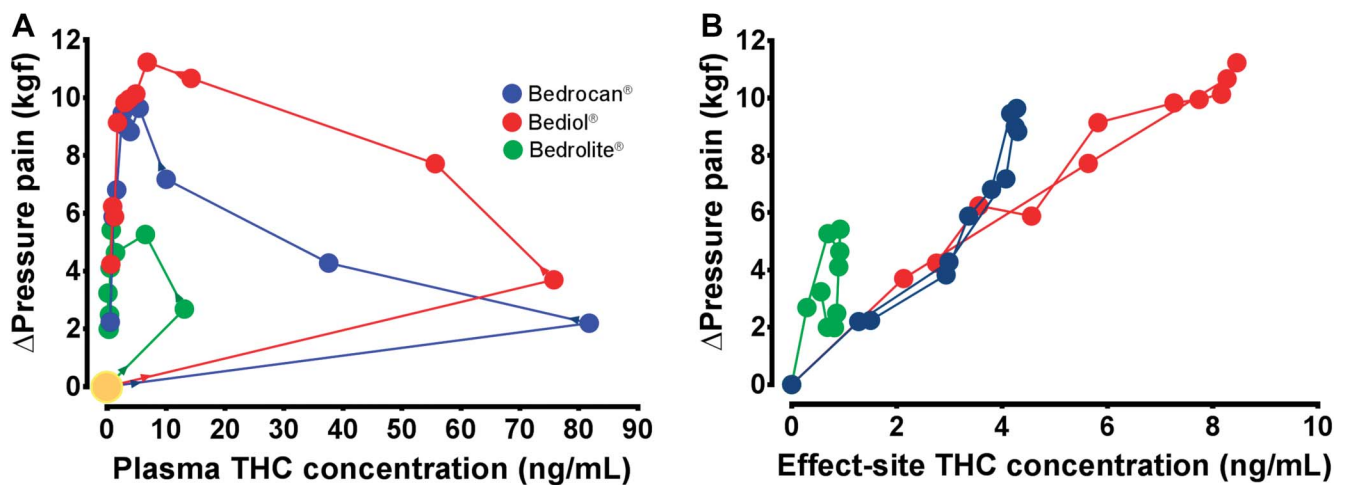 A
12
10
8
6
4
2
0
ΔPressure pain (kgf)
Bedrocan®
Bediol®
Bedrolite®
0 10 20 30 40 50 60 70 80 90
Plasma THC concentration (ng/mL)
B
12
10
8
6
4
2
0
ΔPressure pain (kgf)
0 2 4 6 8 10
Effect-site THC concentration (ng/mL)